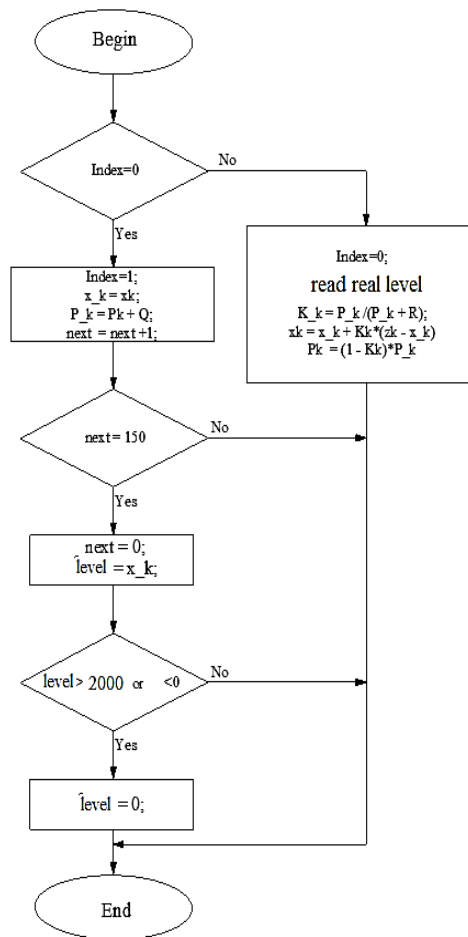 Begin
Index=0
No
Yes
Index=1;
x_k= xk;
P_k= Pk + Q;
next = next +1;
Index=0;
read real level
K_k = P_k /(P_k + R);
xk = x_k + Kk*(zk - x_k)
Pk = (1 - Kk)*P_k
next= 150
No
Yes
next = 0;
level = x_k;
level> 2000 or <0
No
Yes
level = 0;
End